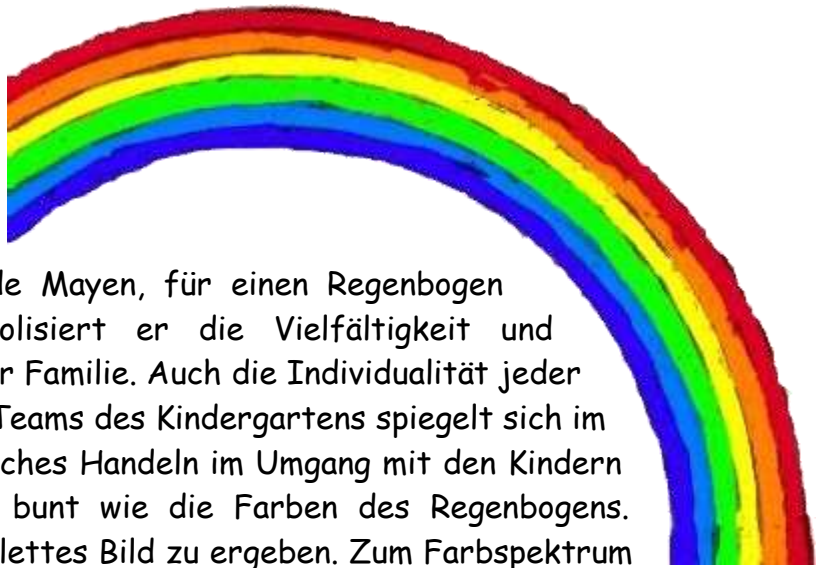 le Mayen, für einen Regenbogen
olisiert er die Vielfältigkeit und
r Familie. Auch die Individualität jeder
Teams des Kindergartens spiegelt sich im
ches Handeln im Umgang mit den Kindern
bunt wie die Farben des Regenbogens.
lettes Bild zu ergeben. Zum Farbspektrum